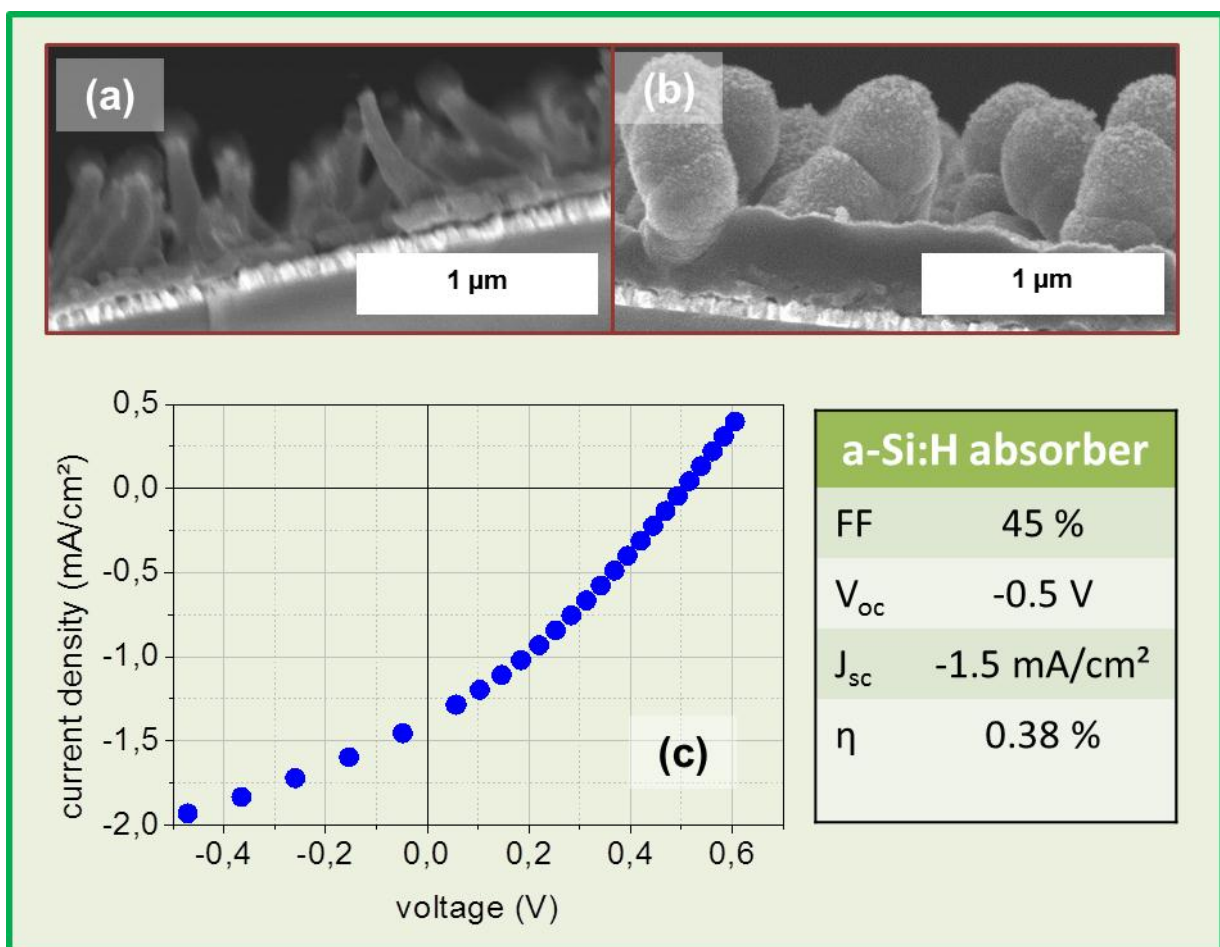 (a)
1 µm
(b)
1 µm
current density (mA/cm²)
0,5
0,0
-0,5
-1,0
-1,5
-2,0
-0,4
-0,2
0,0
0,2
0,4
0,6
voltage (V)
(c)
a-Si:H absorber
FF 45 %
Voc -0.5 V
Jsc -1.5 mA/cm²
η 0.38 %